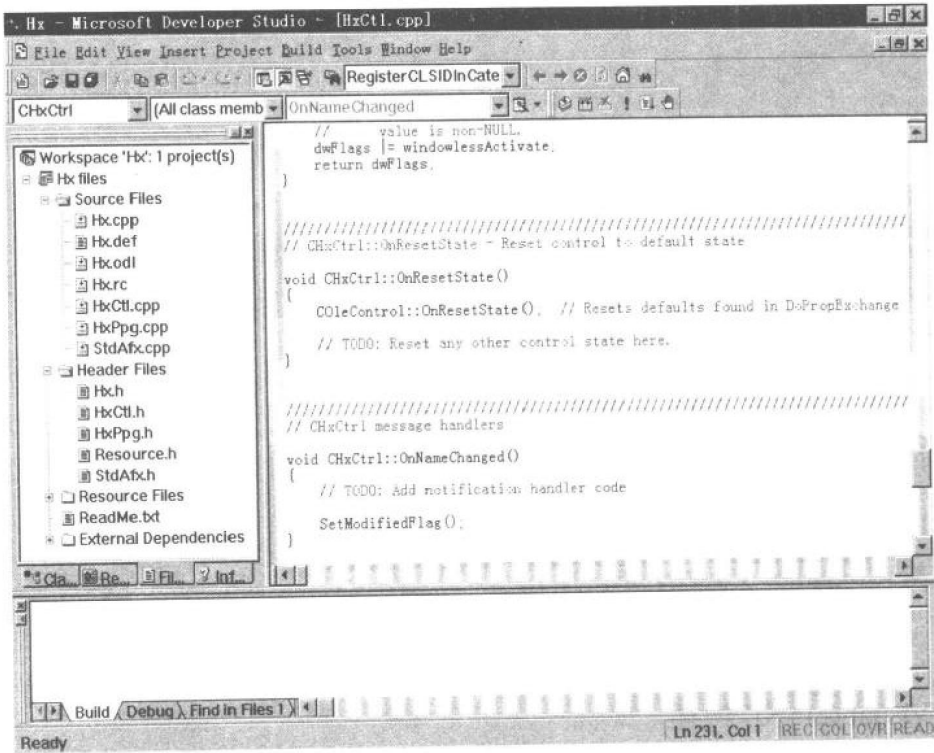 Hx - Microsoft Developer Studio - [HxCtl.cpp]
File Edit View Insert Project Build Tools Window Help
RegisterCLSIDInCate
CHxCtrl (All class memb OnNameChanged
Workspace 'Hx': 1 project(s)
Hx files
Source Files
Hx.cpp
Hx.def
Hx.odl
Hx.rc
HxCtl.cpp
HxPpg.cpp
StdAfx.cpp
Header Files
Hx.h
HxCtl.h
HxPpg.h
Resource.h
StdAfx.h
Resource Files
ReadMe.txt
External Dependencies
Cla... Re... Fil... Inf...
// value is non-NULL.
dwFlags |= windowlessActivate;
return dwFlags;
}
/////////////////////////////////////////////////////////////////////////////
// CHxCtrl::OnResetState - Reset control to default state
void CHxCtrl::OnResetState()
{
COleControl::OnResetState(); // Resets defaults found in DoPropExchange
// TODO: Reset any other control state here.
}
/////////////////////////////////////////////////////////////////////////////
// CHxCtrl message handlers
void CHxCtrl::OnNameChanged()
{
// TODO: Add notification handler code
SetModifiedFlag();
}
Build Debug Find in Files 1
Ready Ln 231, Col 1 REC COL OVR READ